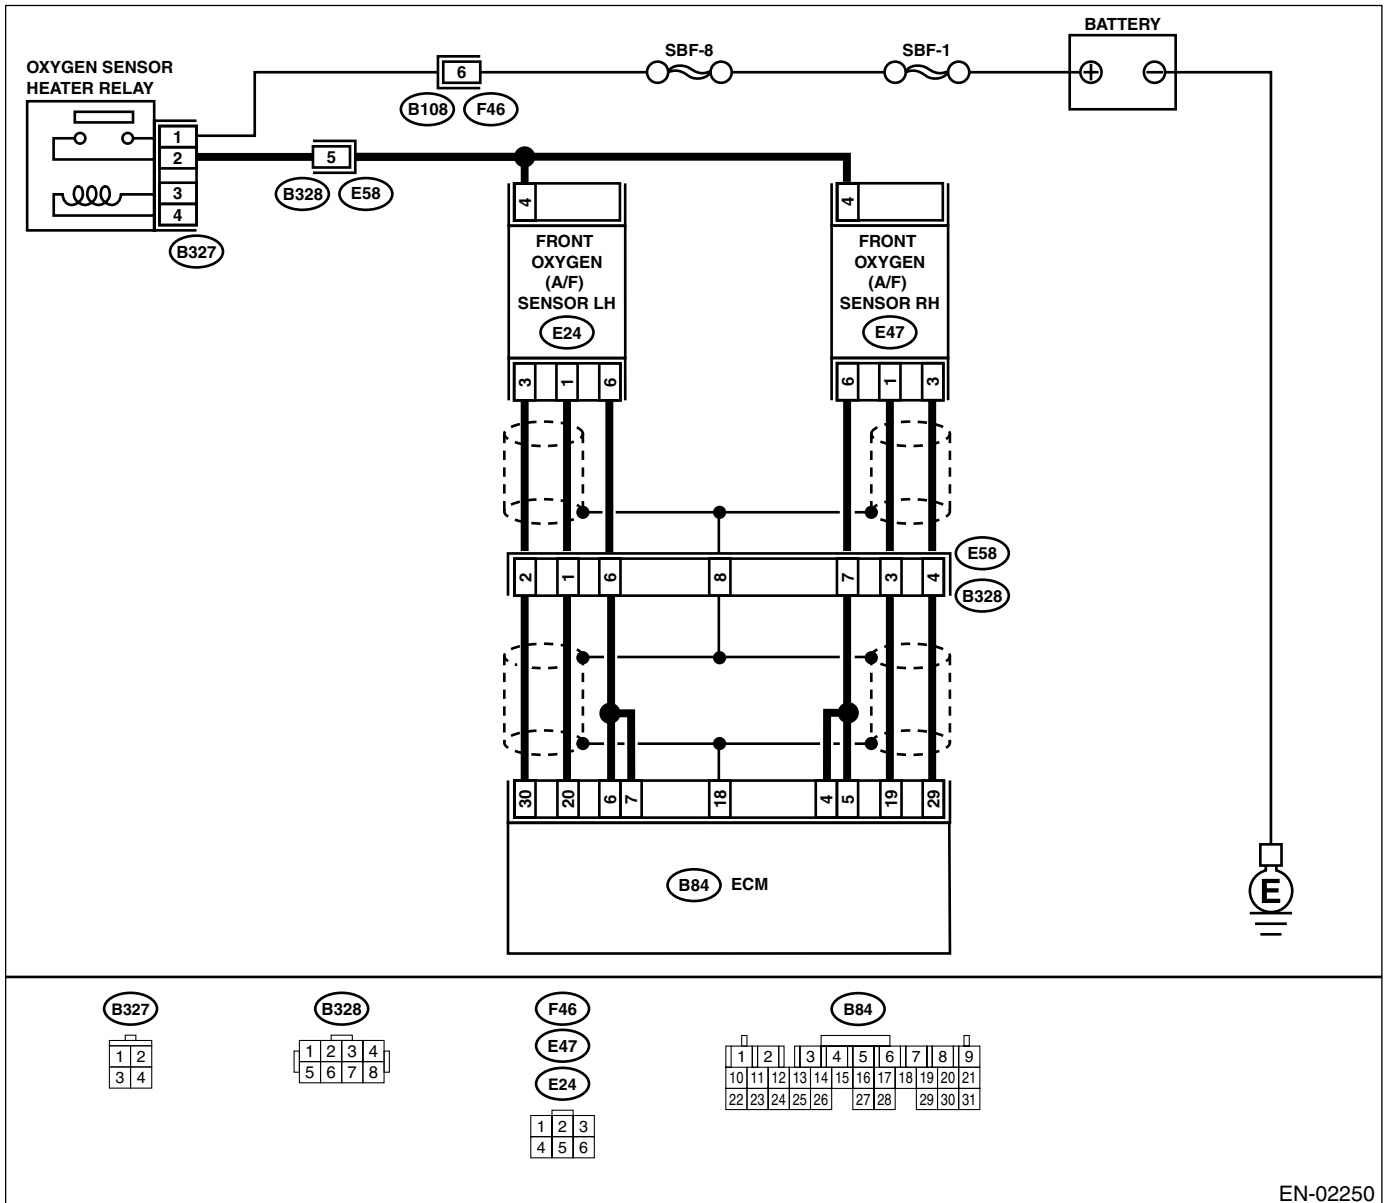 BATTERY
SBF-8
SBF-1
OXYGEN SENSOR
HEATER RELAY
6
B108 F46
1
2
3
4
5
B328 E58
B327
4
4
FRONT
OXYGEN
(A/F)
SENSOR LH
E24
FRONT
OXYGEN
(A/F)
SENSOR RH
E47
3 1 6
6 1 3
E58
2 1 6 8 7 3 4
B328
30 20 6 7 18 4 5 19 29
B84 ECM
E
B327
1 2
3 4
B328
1 2 3 4
5 6 7 8
F46
E47
E24
1 2 3
4 5 6
B84
1 2 3 4 5 6 7 8 9
10 11 12 13 14 15 16 17 18 19 20 21
22 23 24 25 26 27 28 29 30 31
EN-02250